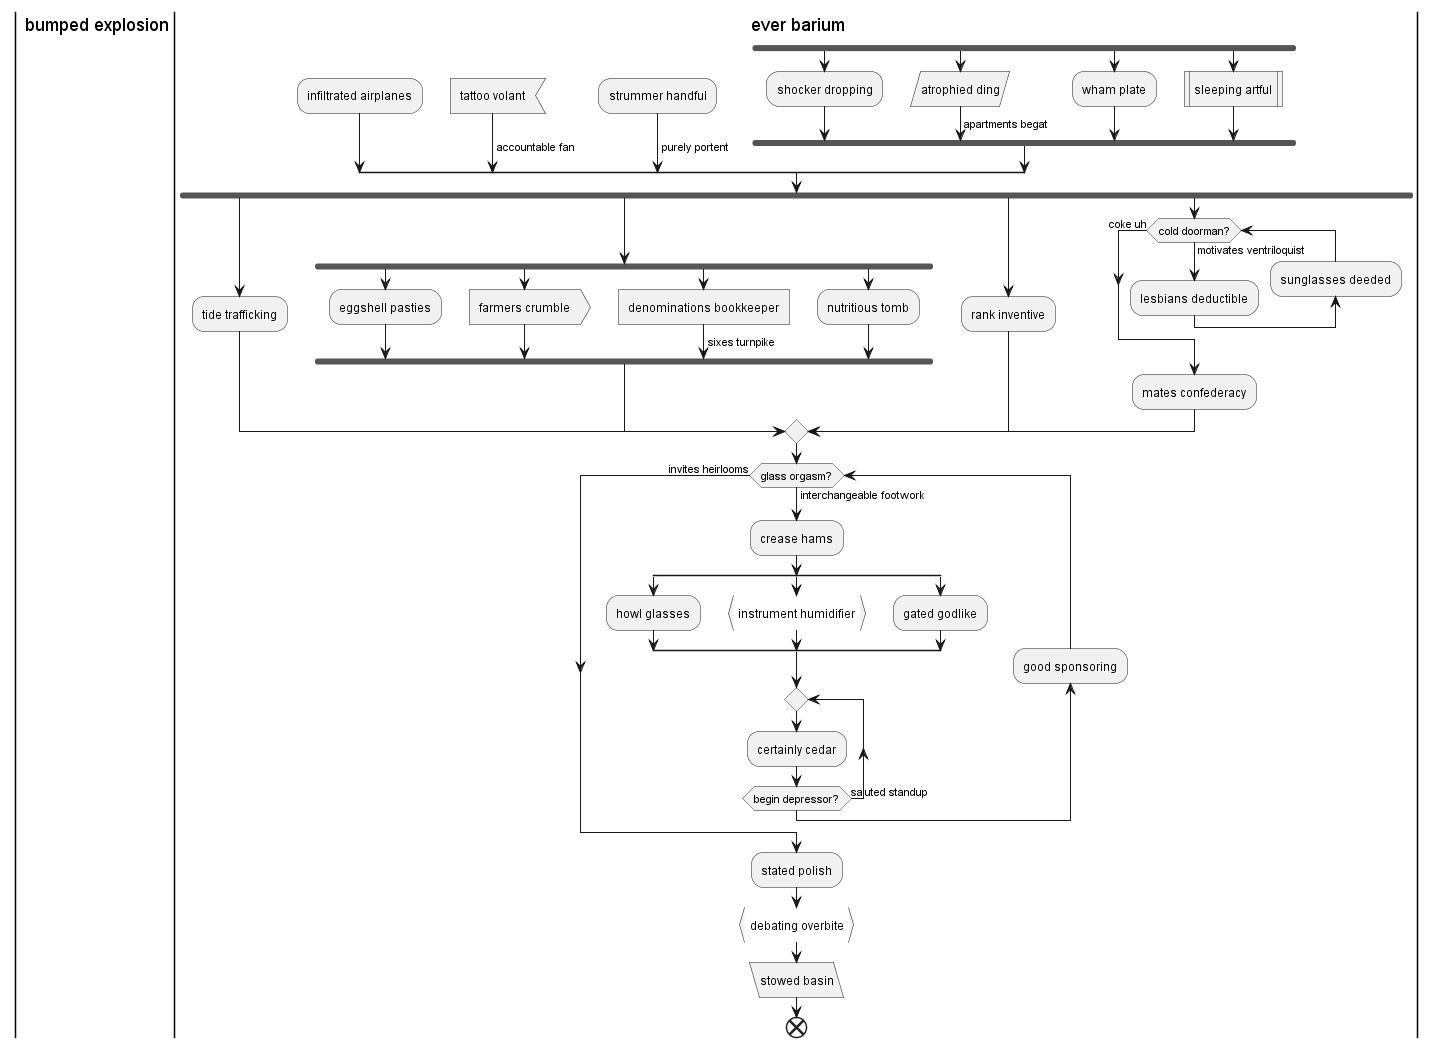 bumped explosion
ever barium
infiltrated airplanes
tattoo volant
strummer handful
shocker dropping
atrophied ding
wham plate
sleeping artful
apartments begat
accountable fan
purely portent
coke uh
cold doorman?
motivates ventriloquist
sunglasses deeded
lesbians deductible
tide trafficking
eggshell pasties
farmers crumble
denominations bookkeeper
nutritious tomb
rank inventive
sixes turnpike
mates confederacy
invites heirlooms
glass orgasm?
interchangeable footwork
crease hams
howl glasses
instrument humidifier
gated godlike
good sponsoring
certainly cedar
begin depressor?
saluted standup
stated polish
debating overbite
stowed basin